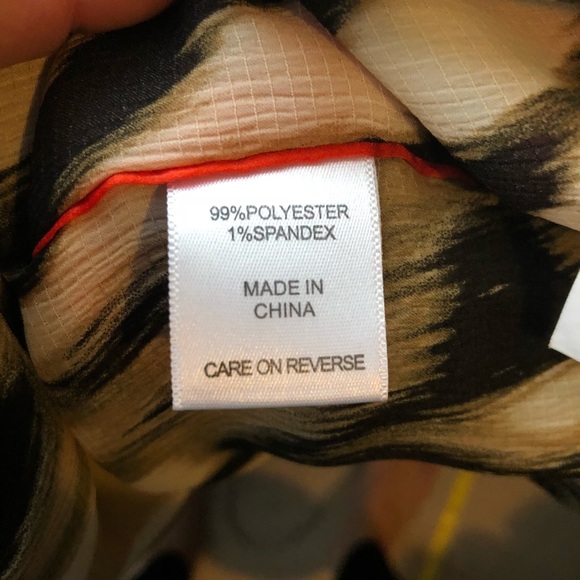 99%POLYESTER
1%SPANDEX
MADE IN
CHINA
CARE ON REVERSE